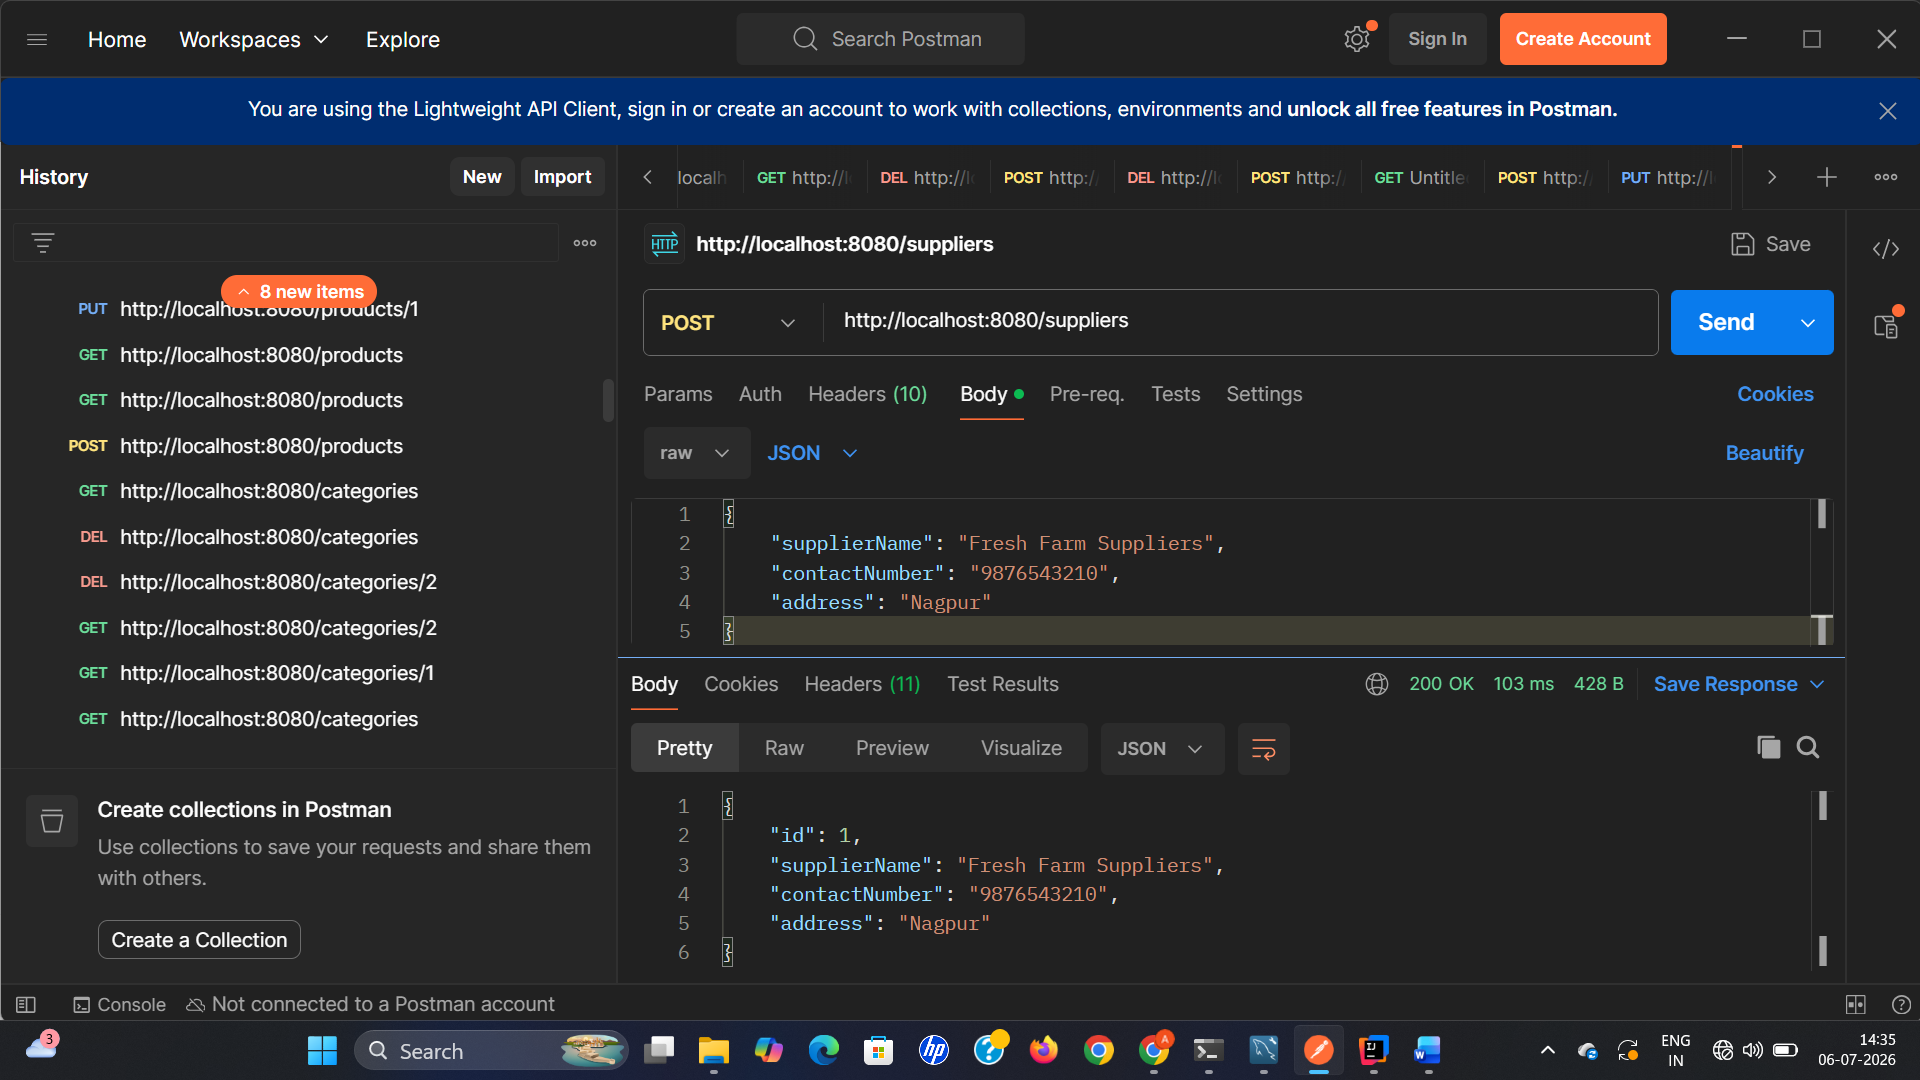 Home Workspaces Explore Search Postman Sign In Create Account
You are using the Lightweight API Client, sign in or create an account to work with collections, environments and unlock all free features in Postman.
History New Import
localh GET http://l DEL http://lo POST http:/ DEL http://lo POST http:/ GET Untitle POST http:/ PUT http://l
HTTP http://localhost:8080/suppliers Save
8 new items
PUT http://localhost:8080/products/1
GET http://localhost:8080/products
GET http://localhost:8080/products
POST http://localhost:8080/products
GET http://localhost:8080/categories
DEL http://localhost:8080/categories
DEL http://localhost:8080/categories/2
GET http://localhost:8080/categories/2
GET http://localhost:8080/categories/1
GET http://localhost:8080/categories
Create collections in Postman
Use collections to save your requests and share them
with others.
Create a Collection
POST http://localhost:8080/suppliers Send
Params Auth Headers (10) Body Pre-req. Tests Settings Cookies
raw JSON Beautify
1 {
2 "supplierName": "Fresh Farm Suppliers",
3 "contactNumber": "9876543210",
4 "address": "Nagpur"
5 }
Body Cookies Headers (11) Test Results 200 OK 103 ms 428 B Save Response
Pretty Raw Preview Visualize JSON
1 {
2 "id": 1,
3 "supplierName": "Fresh Farm Suppliers",
4 "contactNumber": "9876543210",
5 "address": "Nagpur"
6 }
Console Not connected to a Postman account
3 Search ENG 14:35
IN 06-07-2026